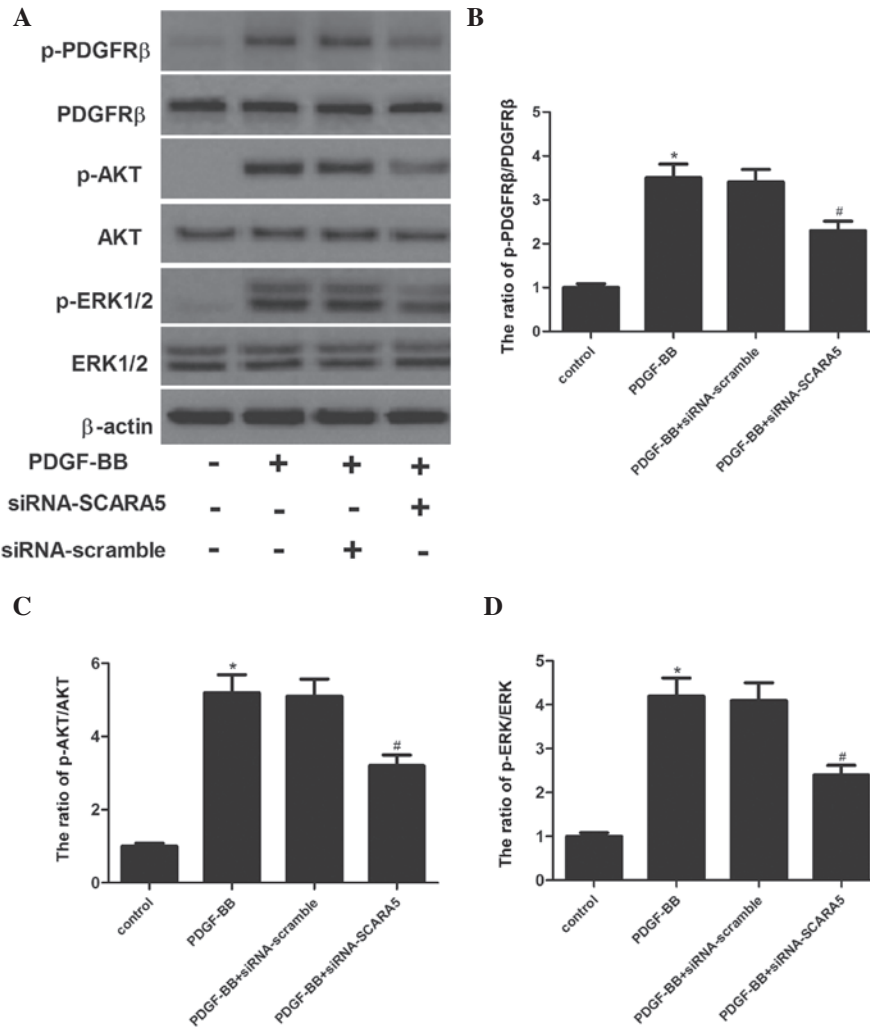 A
p-PDGFRβ
PDGFRβ
p-AKT
AKT
p-ERK1/2
ERK1/2
β-actin
PDGF-BB - + + +
siRNA-SCARA5 - - - +
siRNA-scramble - - + -
B
The ratio of p-PDGFRβ/PDGFRβ
5
4
3
2
1
0
*
#
control
PDGF-BB
PDGF-BB+siRNA-scramble
PDGF-BB+siRNA-SCARA5
C
The ratio of p-AKT/AKT
6
4
2
0
*
#
control
PDGF-BB
PDGF-BB+siRNA-scramble
PDGF-BB+siRNA-SCARA5
D
The ratio of p-ERK/ERK
5
4
3
2
1
0
*
#
control
PDGF-BB
PDGF-BB+siRNA-scramble
PDGF-BB+siRNA-SCARA5